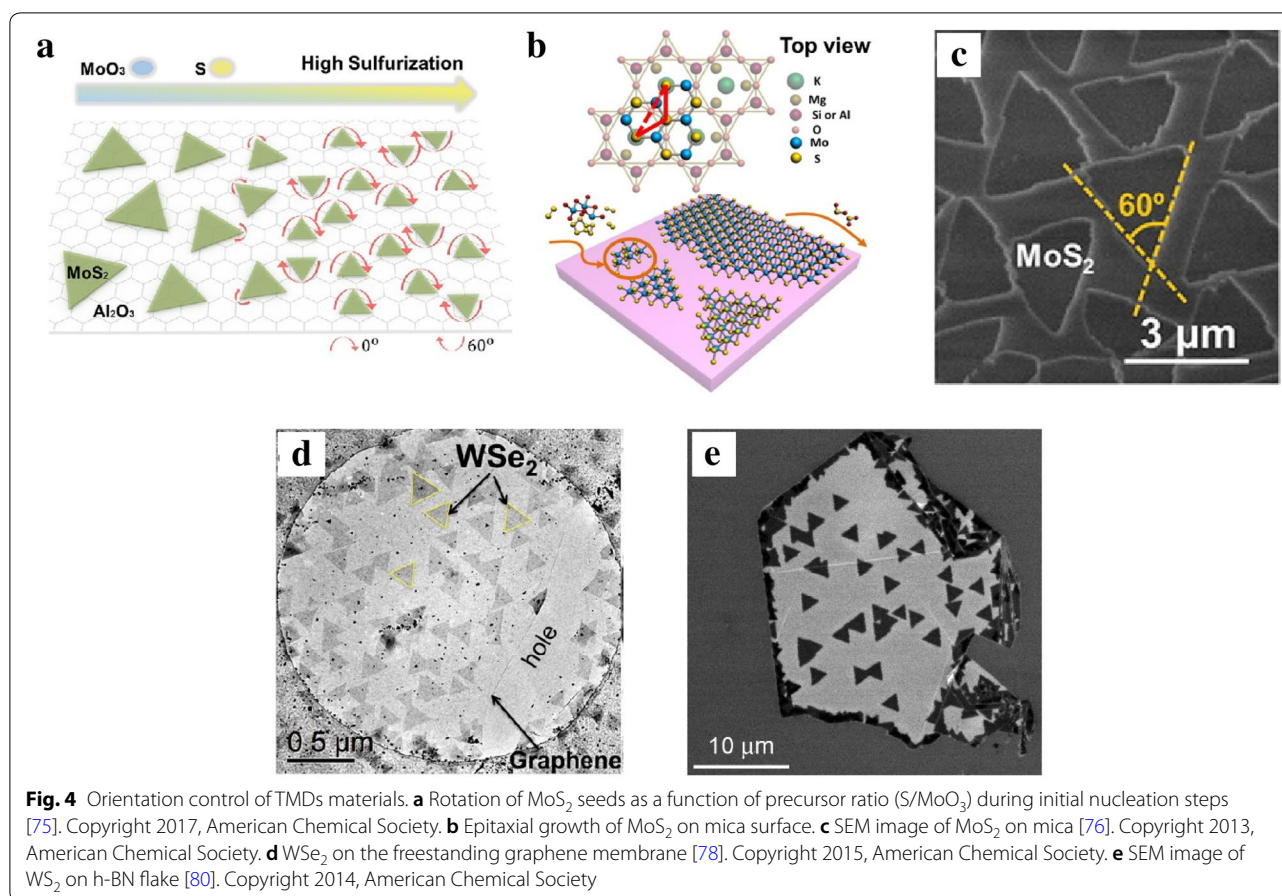 a
MoO₃ S High Sulfurization
MoS₂
Al₂O₃
0º 60º
b
Top view
K
Mg
Si or Al
O
Mo
S
c
60º
MoS₂
3 µm
d
WSe₂
hole
0.5 µm
Graphene
e
10 µm
Fig. 4 Orientation control of TMDs materials. a Rotation of MoS₂ seeds as a function of precursor ratio (S/MoO₃) during initial nucleation steps
[75]. Copyright 2017, American Chemical Society. b Epitaxial growth of MoS₂ on mica surface. c SEM image of MoS₂ on mica [76]. Copyright 2013,
American Chemical Society. d WSe₂ on the freestanding graphene membrane [78]. Copyright 2015, American Chemical Society. e SEM image of
WS₂ on h-BN flake [80]. Copyright 2014, American Chemical Society